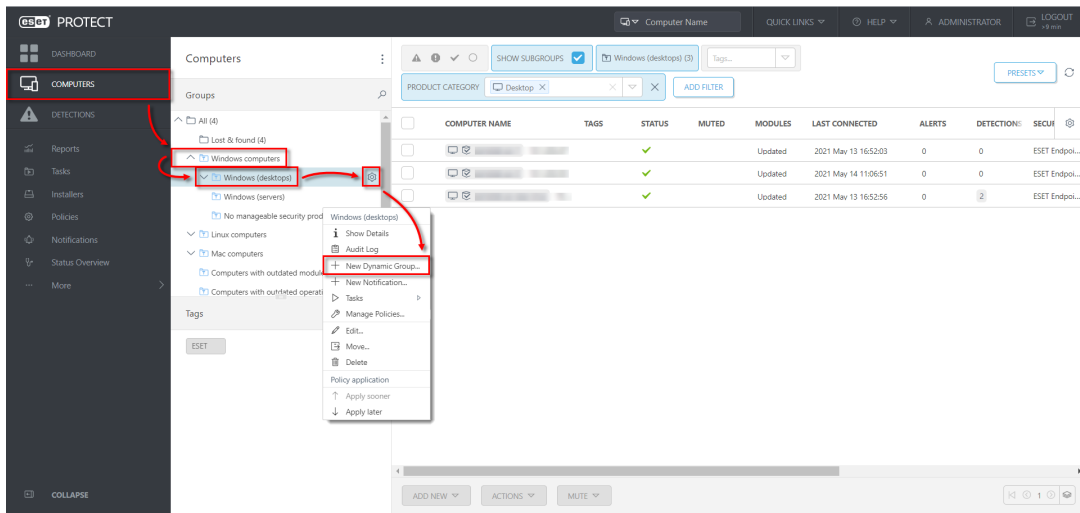 eset PROTECT
Computer Name
QUICK LINKS
HELP
ADMINISTRATOR
LOGOUT
>9 min
DASHBOARD
COMPUTERS
DETECTIONS
Reports
Tasks
Installers
Policies
Notifications
Status Overview
More
COLLAPSE
Computers
Groups
All (4)
Lost & found (4)
Windows computers
Windows (desktops)
Windows (servers)
No manageable security prod
Linux computers
Mac computers
Computers with outdated modul
Computers with outdated operati
Tags
ESET
Windows (desktops)
Show Details
Audit Log
New Dynamic Group...
New Notification...
Tasks
Manage Policies...
Edit...
Move...
Delete
Policy application
Apply sooner
Apply later
SHOW SUBGROUPS
Windows (desktops) (3)
Tags...
PRESETS
PRODUCT CATEGORY Desktop
ADD FILTER
COMPUTER NAME TAGS STATUS MUTED MODULES LAST CONNECTED ALERTS DETECTIONS SECUI
Updated 2021 May 13 16:52:03 0 0 ESET Endpoi...
Updated 2021 May 14 11:06:51 0 0 ESET Endpoi...
Updated 2021 May 13 16:52:56 0 2 ESET Endpoi...
ADD NEW ACTIONS MUTE 1